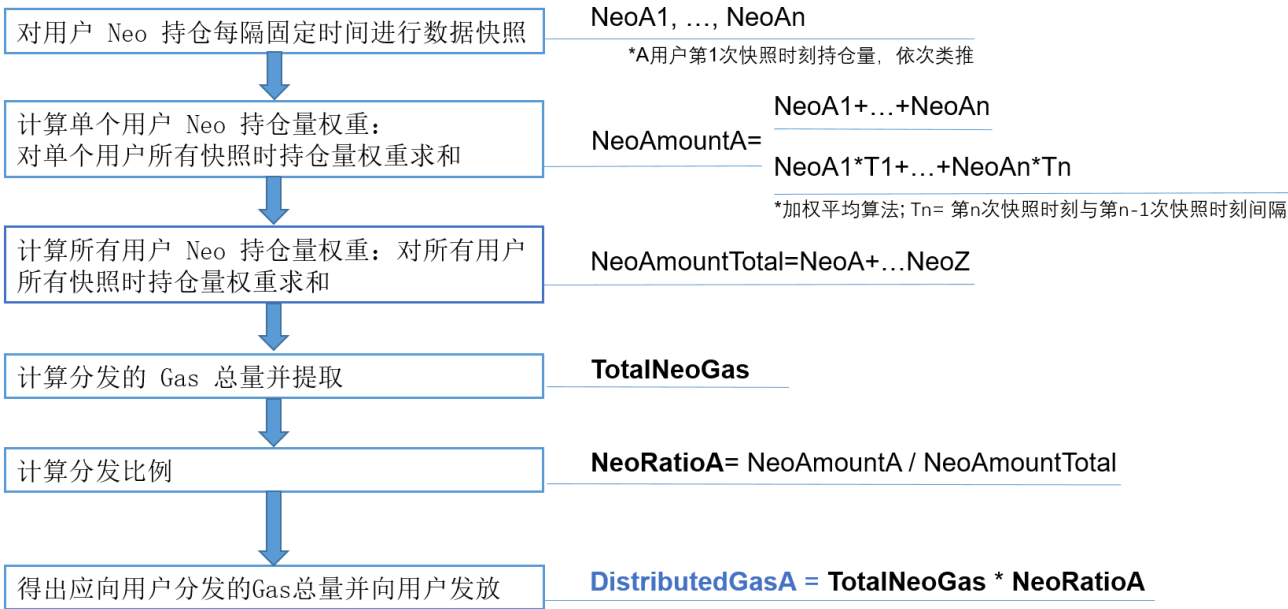 对用户 Neo 持仓每隔固定时间进行数据快照
NeoA1, …, NeoAn
*A用户第1次快照时刻持仓量，依次类推
计算单个用户 Neo 持仓量权重：
对单个用户所有快照时持仓量权重求和
NeoAmountA=
NeoA1+…+NeoAn
NeoA1*T1+…+NeoAn*Tn
*加权平均算法; Tn= 第n次快照时刻与第n-1次快照时刻间隔
计算所有用户 Neo 持仓量权重：对所有用户
所有快照时持仓量权重求和
NeoAmountTotal=NeoA+…NeoZ
计算分发的 Gas 总量并提取
TotalNeoGas
计算分发比例
NeoRatioA= NeoAmountA / NeoAmountTotal
得出应向用户分发的Gas总量并向用户发放
DistributedGasA = TotalNeoGas * NeoRatioA